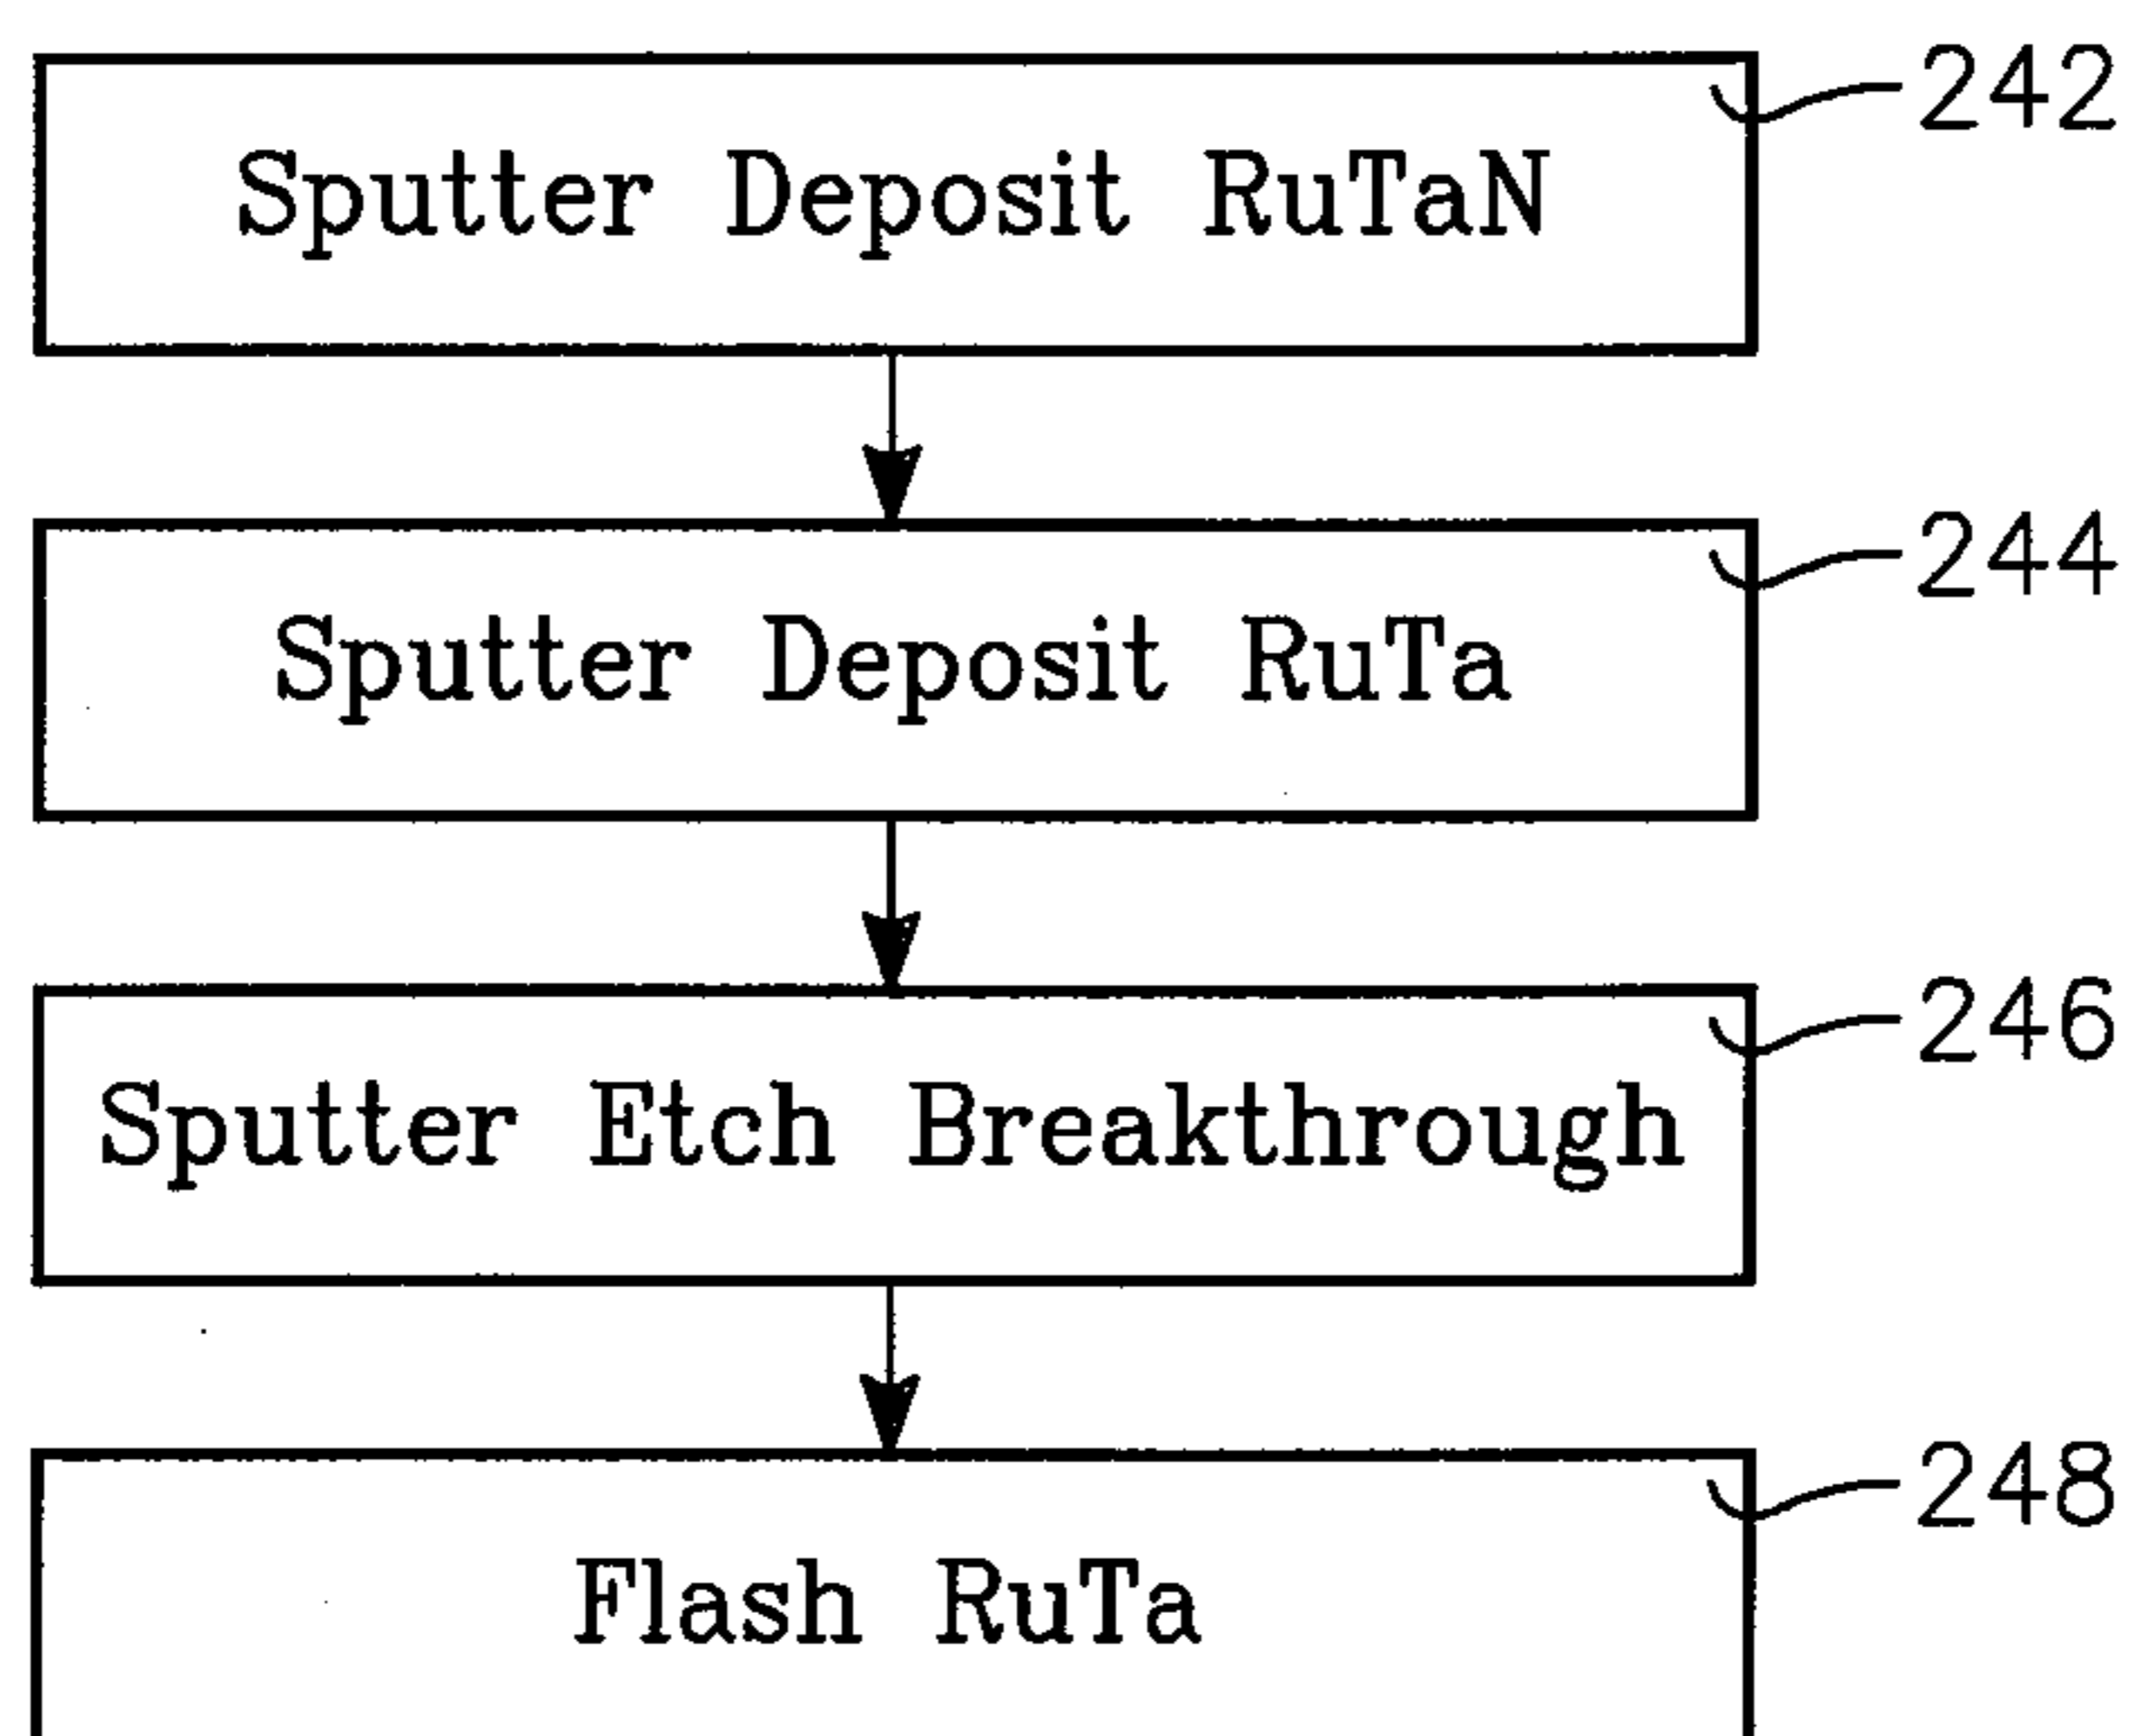 242
Sputter Deposit RuTaN
244
Sputter Deposit RuTa
246
Sputter Etch Breakthrough
248
Flash RuTa